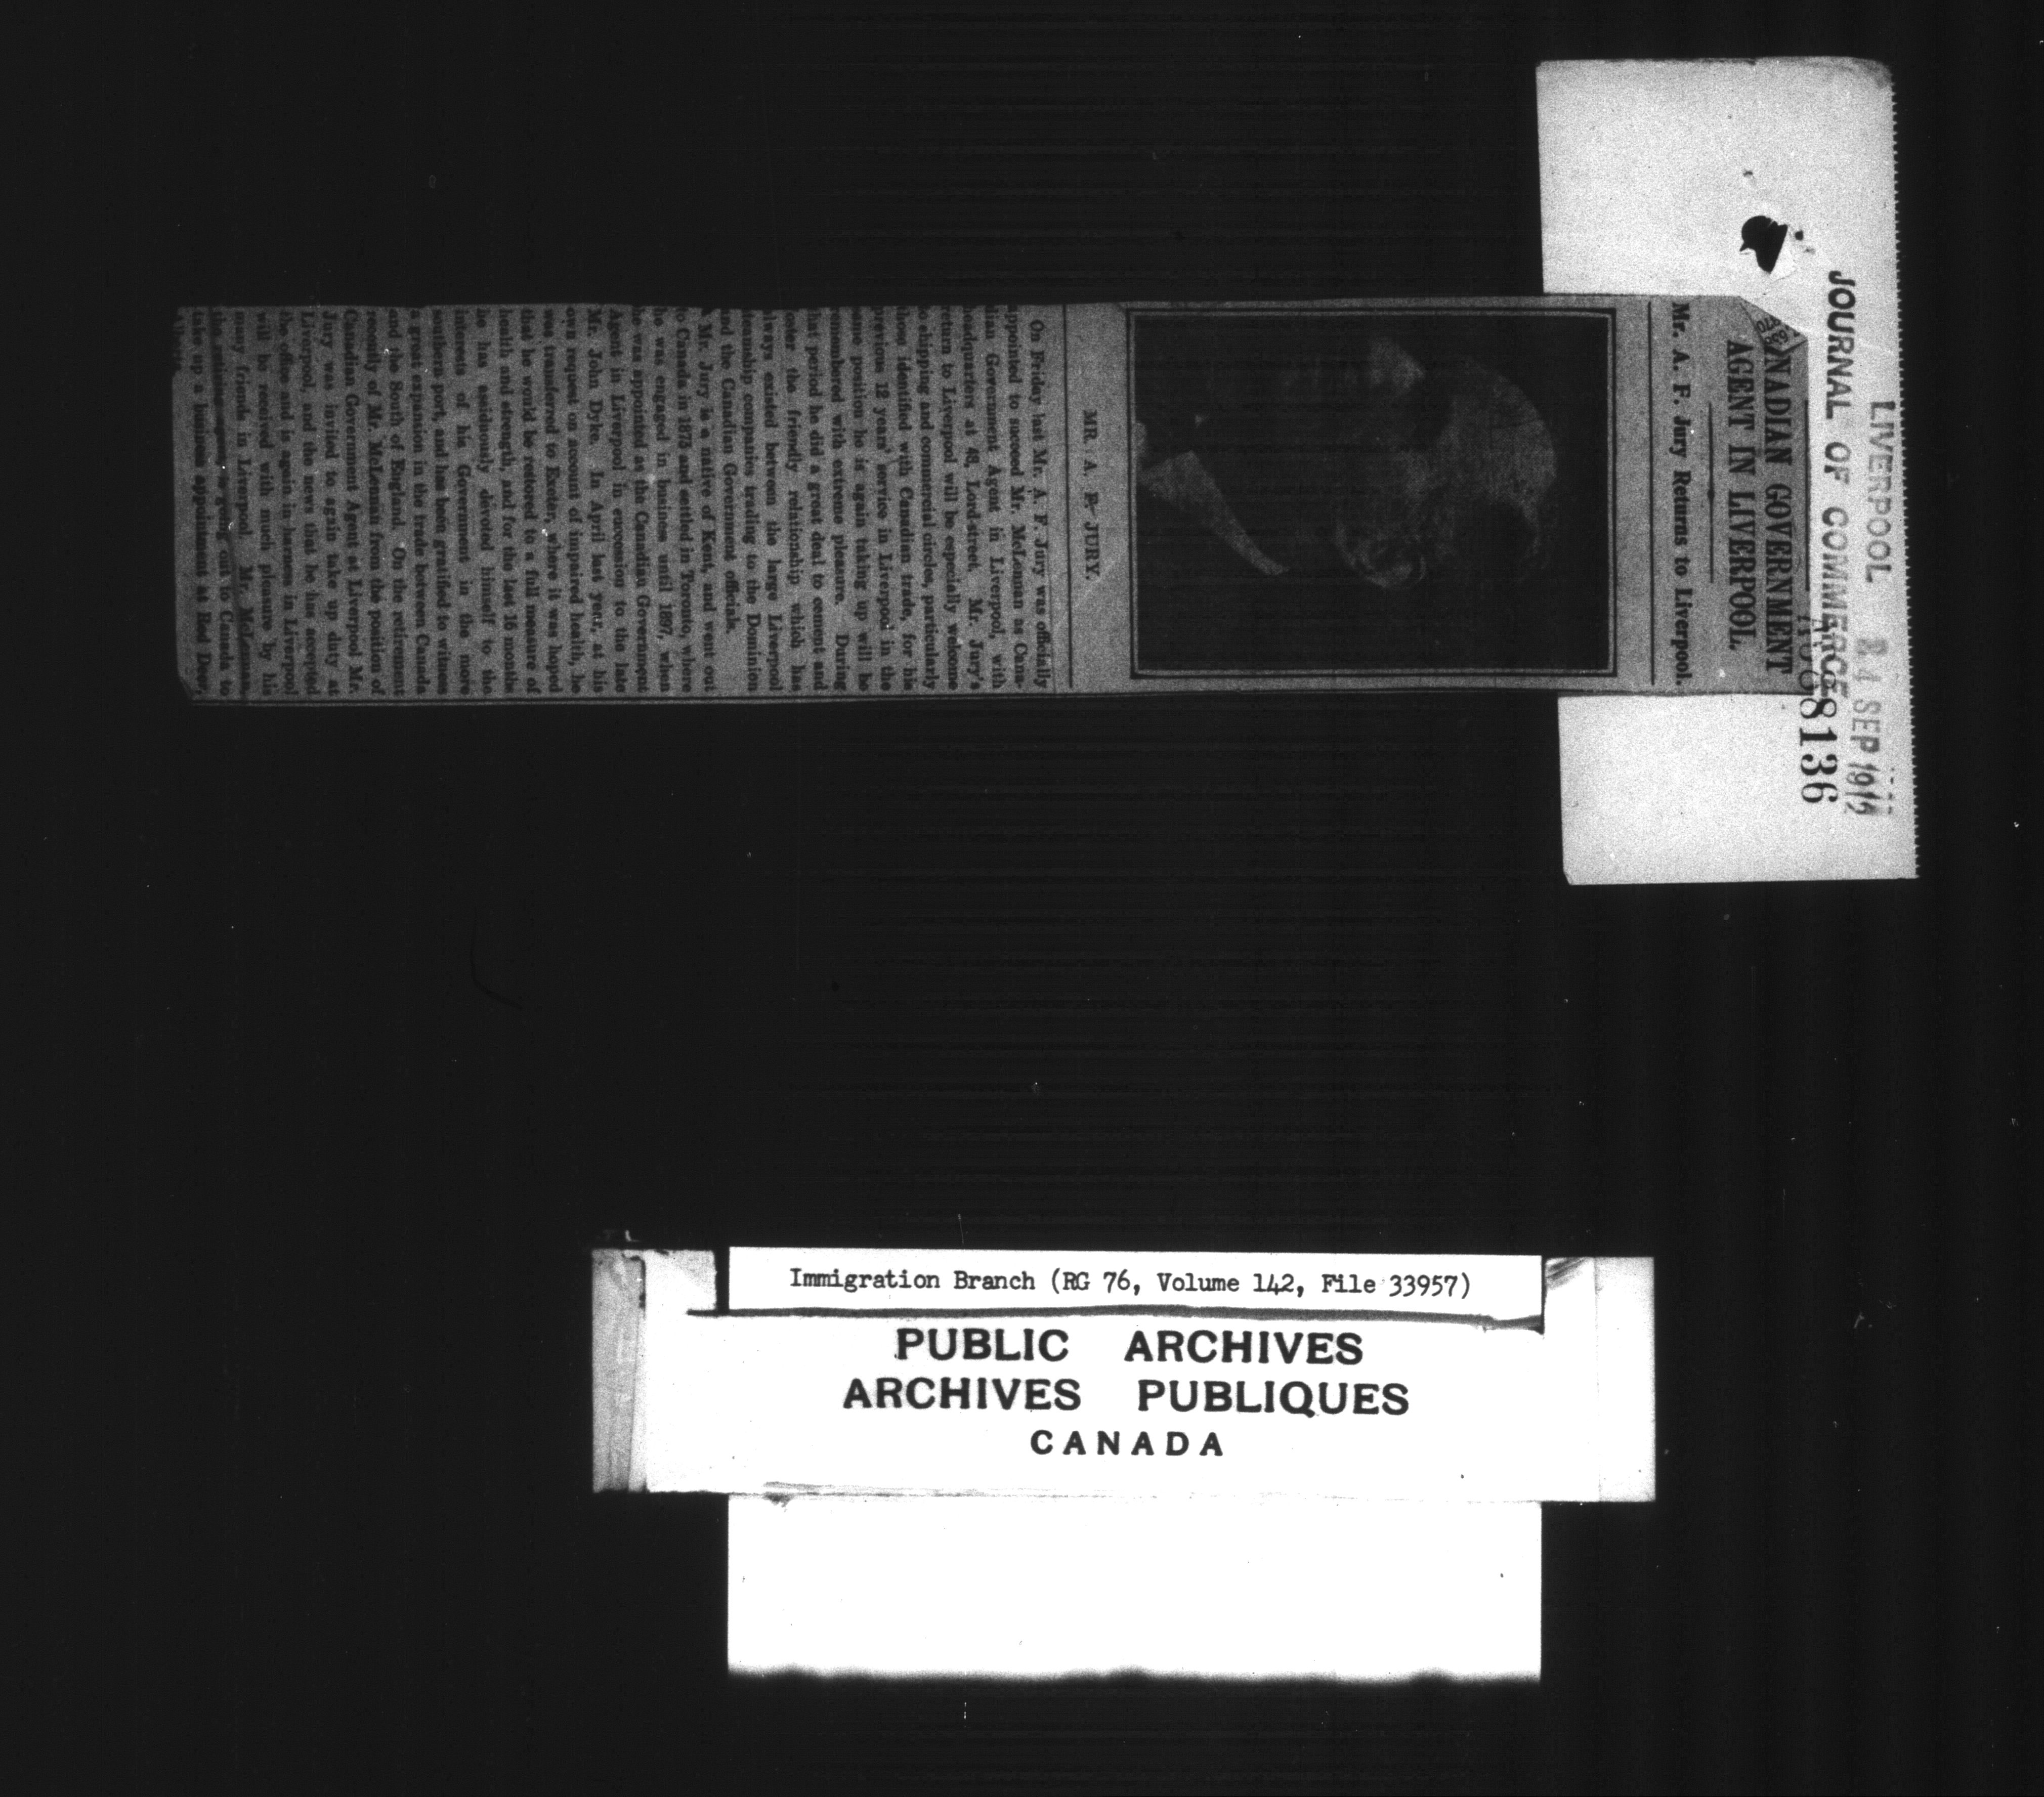 LIVERPOOL
JOURNAL OF COMMERCE
R 4 SEP 1912
88136
NADIAN GOVERNMENT
AGENT IN LIVERPOOL.
Mr. A. F. Jury Returns to Liverpool.
MR. A. F. JURY.
On Friday last Mr. A. F. Jury was officially
appointed to succeed Mr. McLennan as Cana-
dian Government Agent in Liverpool, with
headquarters at 48, Lord-street. Mr. Jury's
return to Liverpool will be especially welcome
to shipping and commercial circles, particularly
those identified with Canadian trade, for his
previous 12 years' service in Liverpool in the
same position he is again taking up will be
remembered with extreme pleasure. During
that period he did a great deal to cement and
foster the friendly relationship which has
always existed between the large Liverpool
steamship companies trading to the Dominion
and the Canadian Government officials.
Mr. Jury is a native of Kent, and went out
to Canada in 1873 and settled in Toronto, where
he was engaged in business until 1897, when
he was appointed as the Canadian Government
Agent in Liverpool in succession to the late
Mr. John Dyke. In April last year, at his
own request on account of impaired health, he
was transferred to Exeter, where it was hoped
that he would be restored to a full measure of
health and strength, and for the last 16 months
he has assiduously devoted himself to the
interests of his Government in the more
southern port, and has been gratified to witness
a great expansion in the trade between Canada
and the South of England. On the retirement
recently of Mr. McLennan from the position of
Canadian Government Agent at Liverpool Mr.
Jury was invited to again take up duty at
Liverpool, and the news that he has accepted
the office and is again in harness in Liverpool
will be received with much pleasure by his
many friends in Liverpool. Mr. McLennan,
going out to Canada to
take up a business appointment at Red Deer,
Immigration Branch (RG 76, Volume 142, File 33957)
PUBLIC ARCHIVES
ARCHIVES PUBLIQUES
CANADA